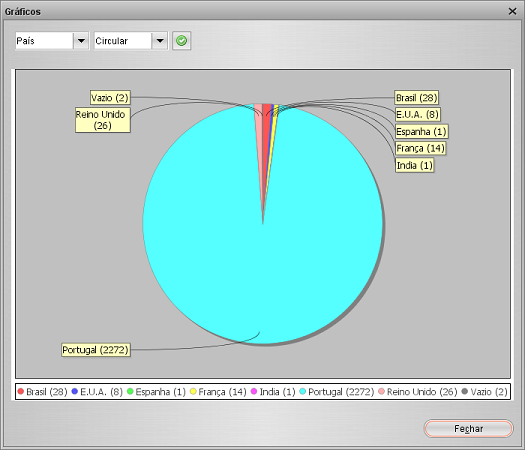 Gráficos
País
Circular
Vazio (2)
Brasil (28)
Reino Unido
(26)
E.U.A. (8)
Espanha (1)
França (14)
India (1)
Portugal (2272)
Brasil (28) E.U.A. (8) Espanha (1) França (14) India (1) Portugal (2272) Reino Unido (26) Vazio (2)
Fechar